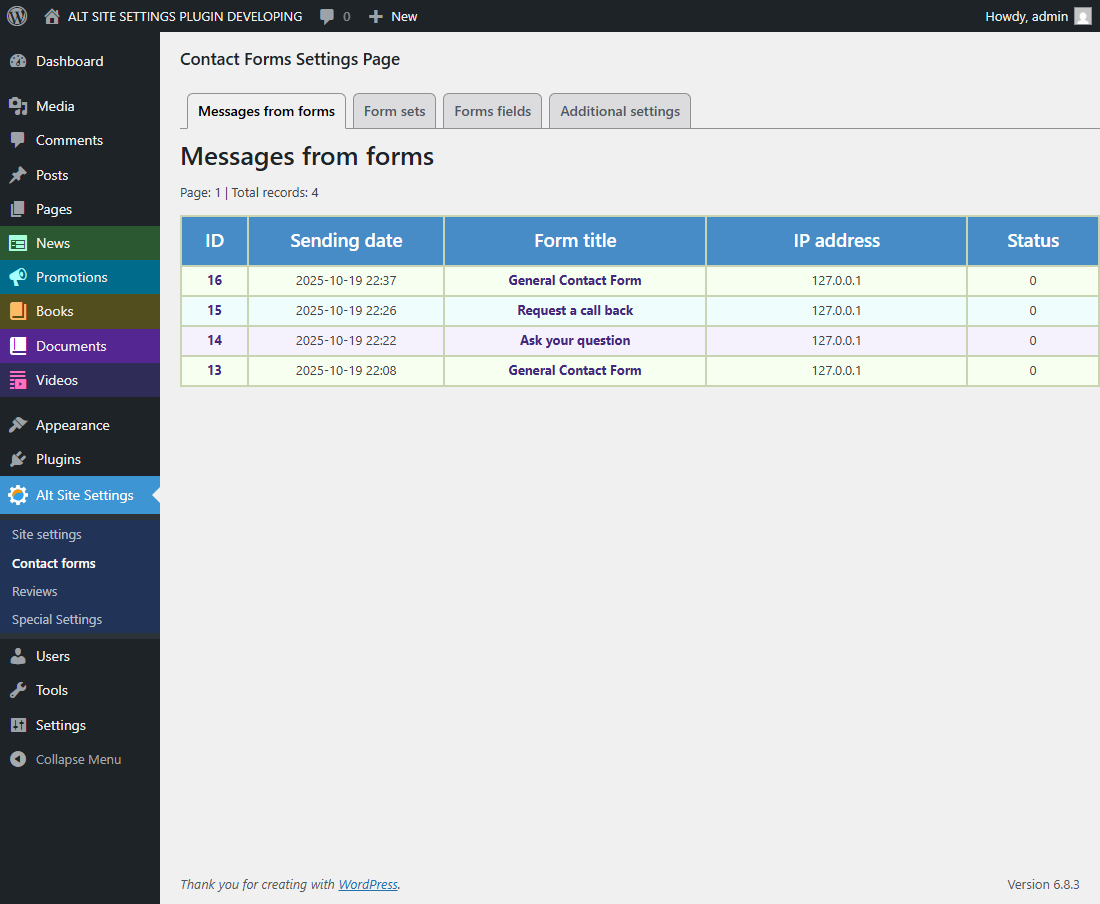 ALT SITE SETTINGS PLUGIN DEVELOPING 0 New Howdy, admin
Dashboard
Media
Comments
Posts
Pages
News
Promotions
Books
Documents
Videos
Appearance
Plugins
Alt Site Settings
Site settings
Contact forms
Reviews
Special Settings
Users
Tools
Settings
Collapse Menu
Contact Forms Settings Page
Messages from forms Form sets Forms fields Additional settings
Messages from forms
Page: 1 | Total records: 4
ID Sending date Form title IP address Status
16 2025-10-19 22:37 General Contact Form 127.0.0.1 0
15 2025-10-19 22:26 Request a call back 127.0.0.1 0
14 2025-10-19 22:22 Ask your question 127.0.0.1 0
13 2025-10-19 22:08 General Contact Form 127.0.0.1 0
Thank you for creating with WordPress. Version 6.8.3